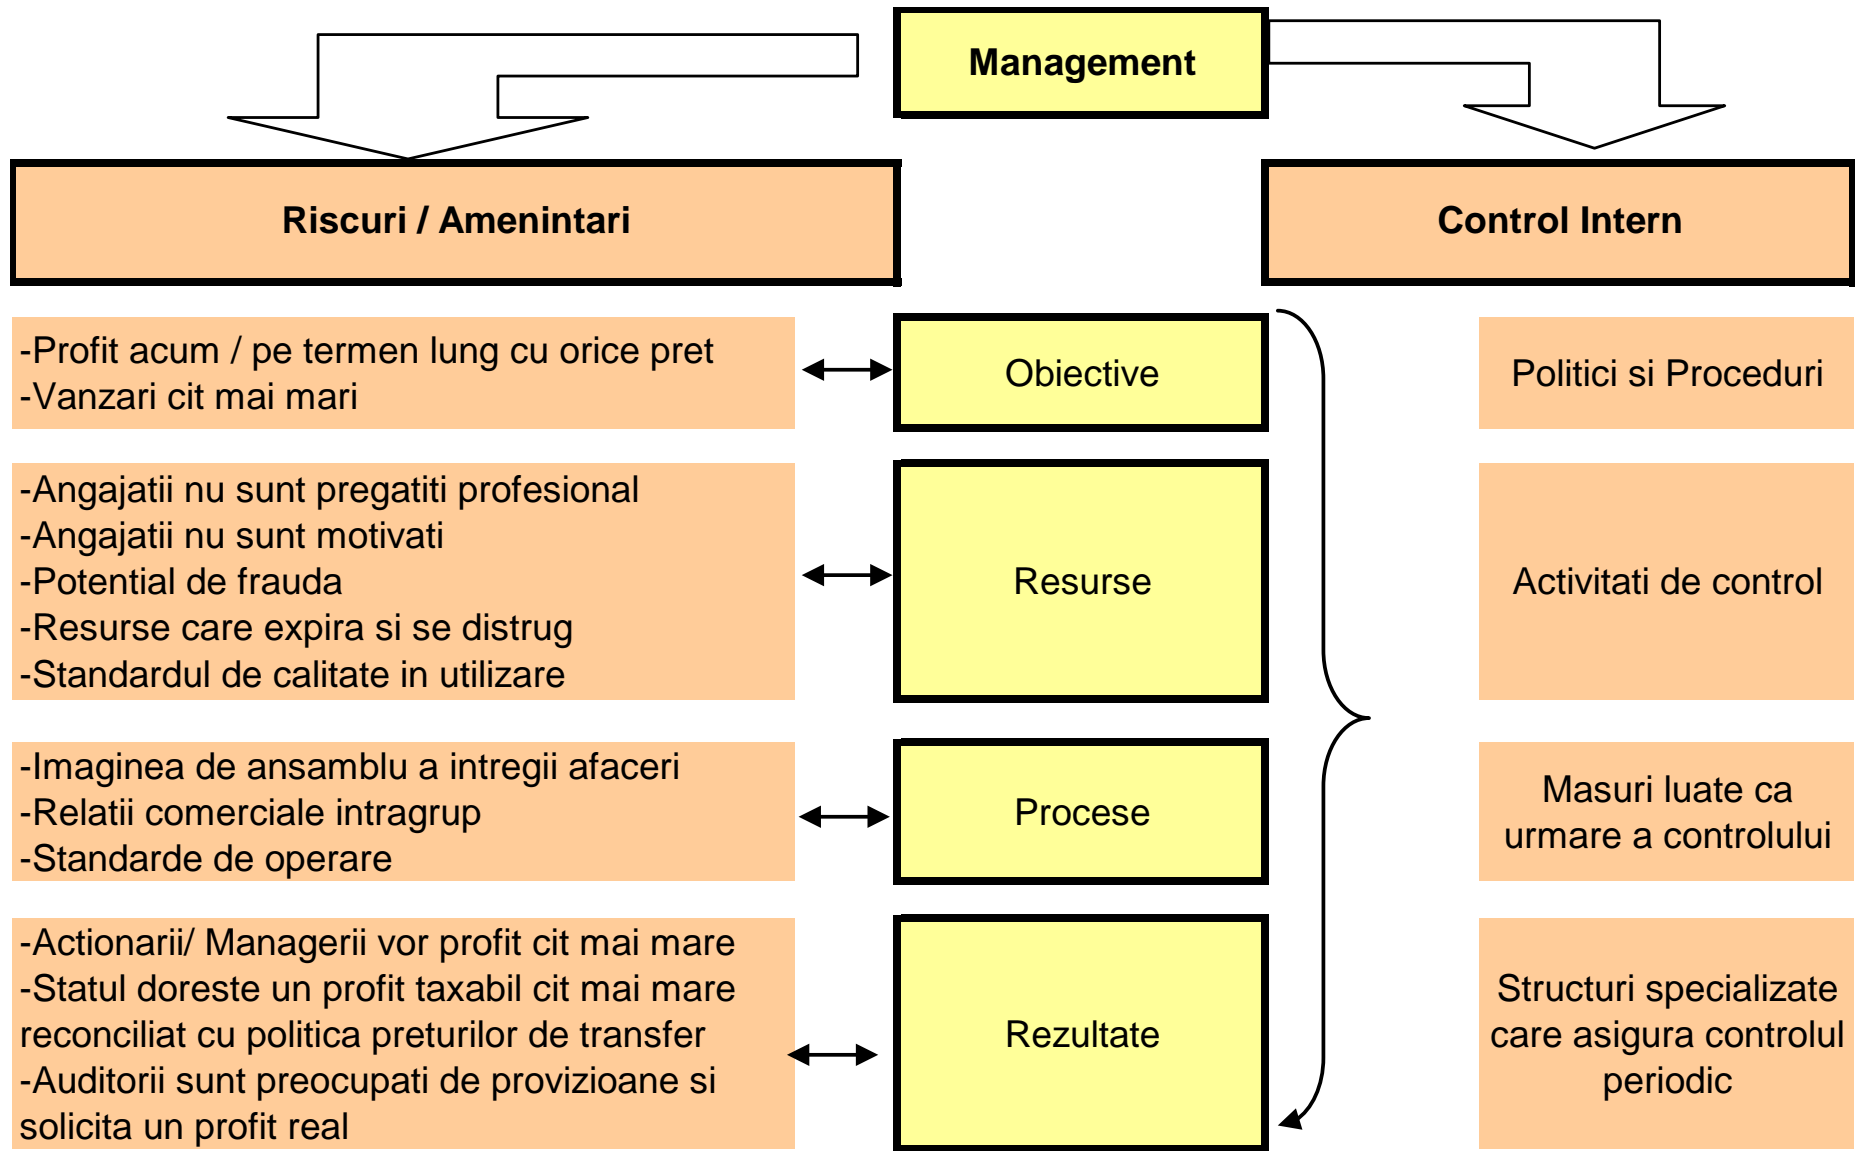 Management
Riscuri / Amenintari
Control Intern
-Profit acum / pe termen lung cu orice pret
-Vanzari cit mai mari
Obiective
Politici si Proceduri
-Angajatii nu sunt pregatiti profesional
-Angajatii nu sunt motivati
-Potential de frauda
-Resurse care expira si se distrug
-Standardul de calitate in utilizare
Resurse
Activitati de control
-Imaginea de ansamblu a intregii afaceri
-Relatii comerciale intragrup
-Standarde de operare
Procese
Masuri luate ca
urmare a controlului
-Actionarii/ Managerii vor profit cit mai mare
-Statul doreste un profit taxabil cit mai mare
reconciliat cu politica preturilor de transfer
-Auditorii sunt preocupati de provizioane si
solicita un profit real
Rezultate
Structuri specializate
care asigura controlul
periodic